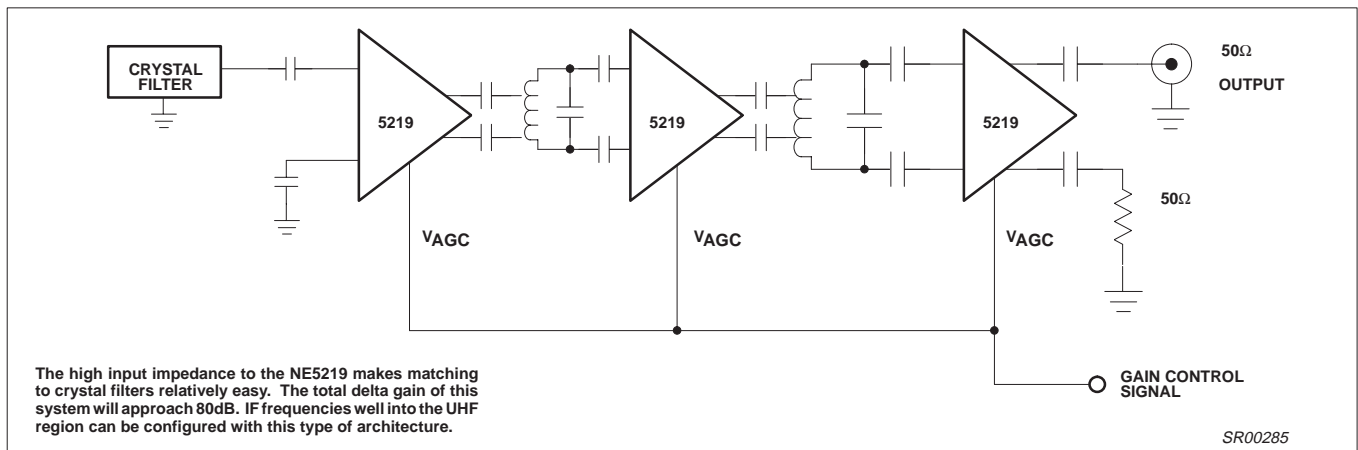 CRYSTAL
FILTER
5219
5219
5219
50Ω
OUTPUT
50Ω
VAGC
VAGC
VAGC
The high input impedance to the NE5219 makes matching
to crystal filters relatively easy. The total delta gain of this
system will approach 80dB. IF frequencies well into the UHF
region can be configured with this type of architecture.
GAIN CONTROL
SIGNAL
SR00285